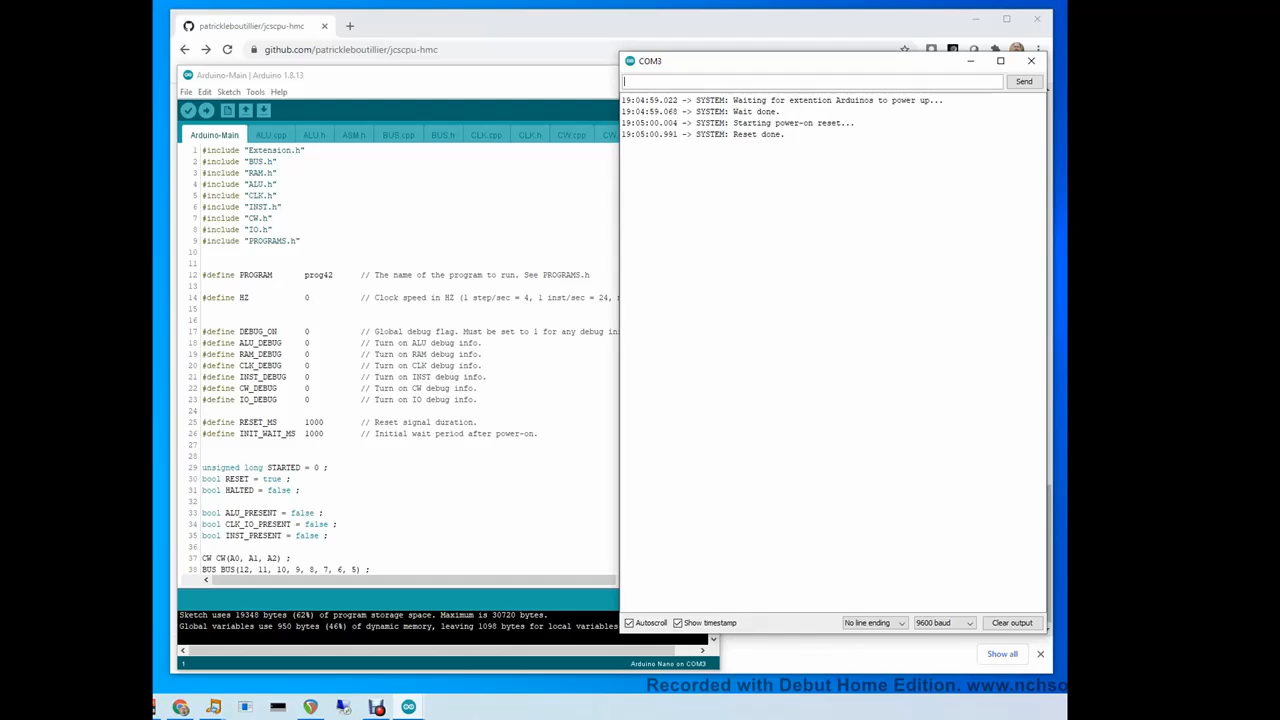 patrickleboutillier/jcscpu-hmc
github.com/patrickleboutillier/jcscpu-hmc
Arduino-Main | Arduino 1.8.13
File Edit Sketch Tools Help
Arduino-Main ALU.cpp ALU.h ASM.h BUS.cpp BUS.h CLK.cpp CLK.h CW.cpp CW
1 #include "Extension.h"
2 #include "BUS.h"
3 #include "RAM.h"
4 #include "ALU.h"
5 #include "CLK.h"
6 #include "INST.h"
7 #include "CW.h"
8 #include "IO.h"
9 #include "PROGRAMS.h"
10
11
12 #define PROGRAM prog42 // The name of the program to run. See PROGRAMS.h
13
14 #define HZ 0 // Clock speed in HZ (1 step/sec = 4, 1 inst/sec = 24,
15
16
17 #define DEBUG_ON 0 // Global debug flag. Must be set to 1 for any debug in
18 #define ALU_DEBUG 0 // Turn on ALU debug info.
19 #define RAM_DEBUG 0 // Turn on RAM debug info.
20 #define CLK_DEBUG 0 // Turn on CLK debug info.
21 #define INST_DEBUG 0 // Turn on INST debug info.
22 #define CW_DEBUG 0 // Turn on CW debug info.
23 #define IO_DEBUG 0 // Turn on IO debug info.
24
25 #define RESET_MS 1000 // Reset signal duration.
26 #define INIT_WAIT_MS 1000 // Initial wait period after power-on.
27
28
29 unsigned long STARTED = 0 ;
30 bool RESET = true ;
31 bool HALTED = false ;
32
33 bool ALU_PRESENT = false ;
34 bool CLK_IO_PRESENT = false ;
35 bool INST_PRESENT = false ;
36
37 CW CW(A0, A1, A2) ;
38 BUS BUS(12, 11, 10, 9, 8, 7, 6, 5) ;
Sketch uses 19348 bytes (62%) of program storage space. Maximum is 30720 bytes.
Global variables use 950 bytes (46%) of dynamic memory, leaving 1098 bytes for local variables
1 Arduino Nano on COM3
COM3
Send
19:04:59.022 -> SYSTEM: Waiting for extention Arduinos to power up...
19:04:59.068 -> SYSTEM: Wait done.
19:05:00.004 -> SYSTEM: Starting power-on reset...
19:05:00.991 -> SYSTEM: Reset done.
Autoscroll Show timestamp No line ending 9600 baud Clear output
Show all
Recorded with Debut Home Edition. www.nchso